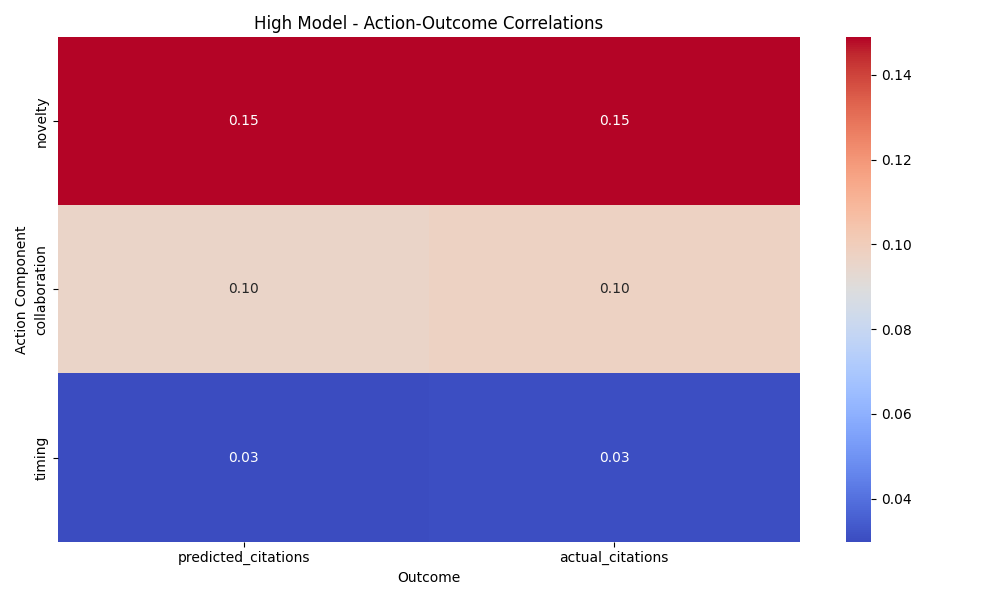 High Model - Action-Outcome Correlations
Action Component
novelty
collaboration
timing
0.15 0.15
0.10 0.10
0.03 0.03
predicted_citations actual_citations
Outcome
0.14
0.12
0.10
0.08
0.06
0.04